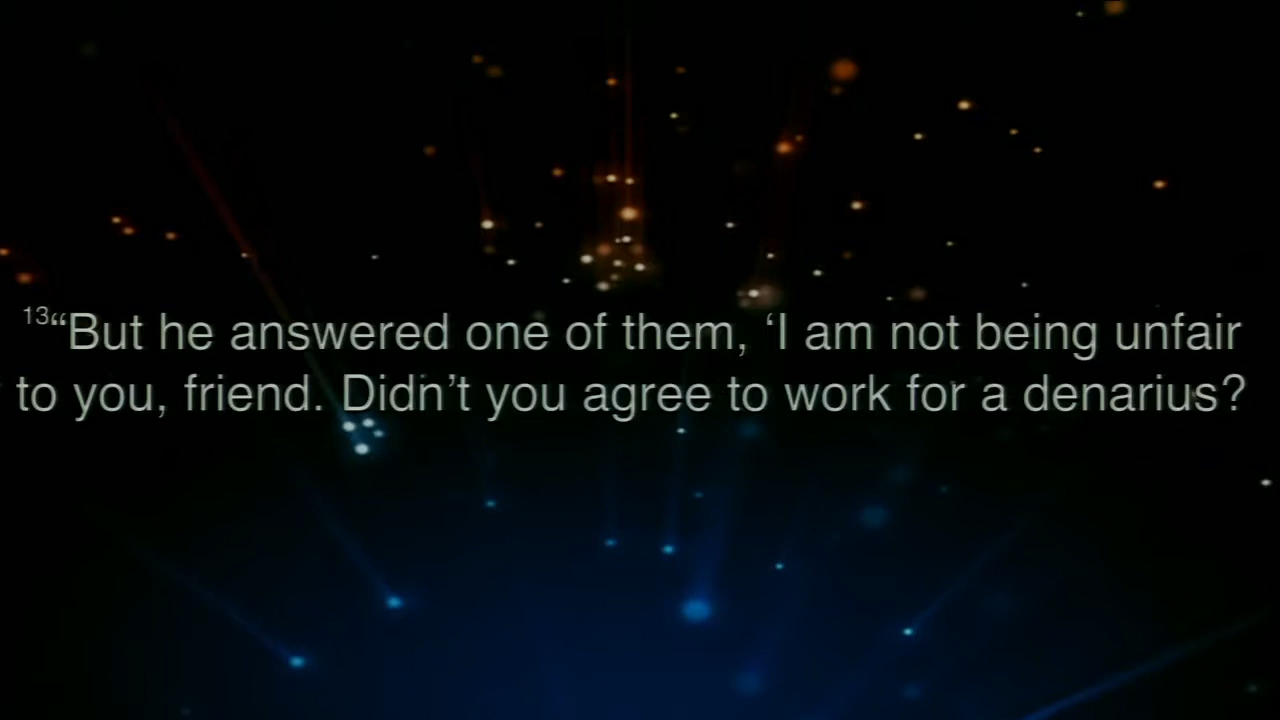 ¹³“But he answered one of them, ‘I am not being unfair
to you, friend. Didn’t you agree to work for a denarius?